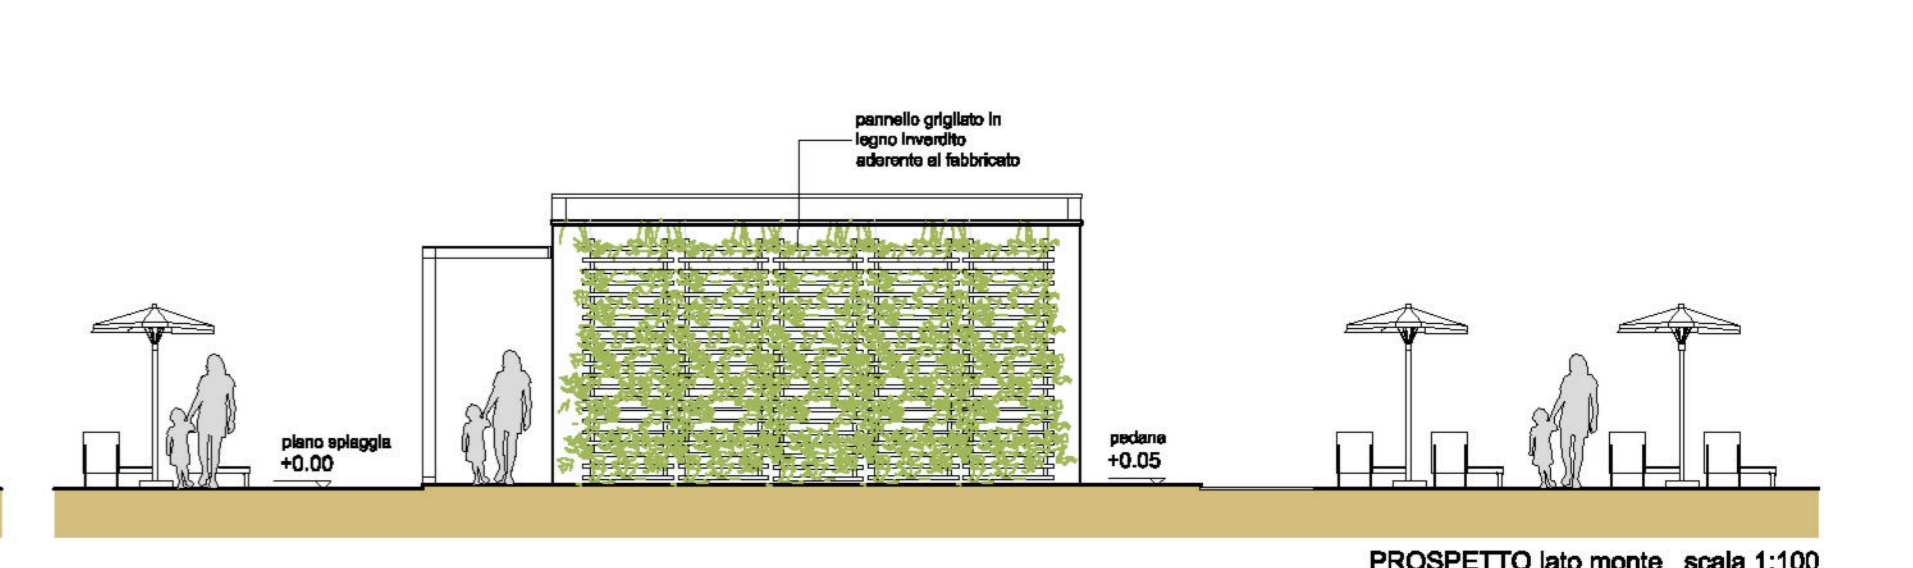 pannello grigliato in
legno inverdito
aderente al fabbricato
piano spiaggia
+0.00
pedana
+0.05
PROSPETTO lato monte scala 1:100